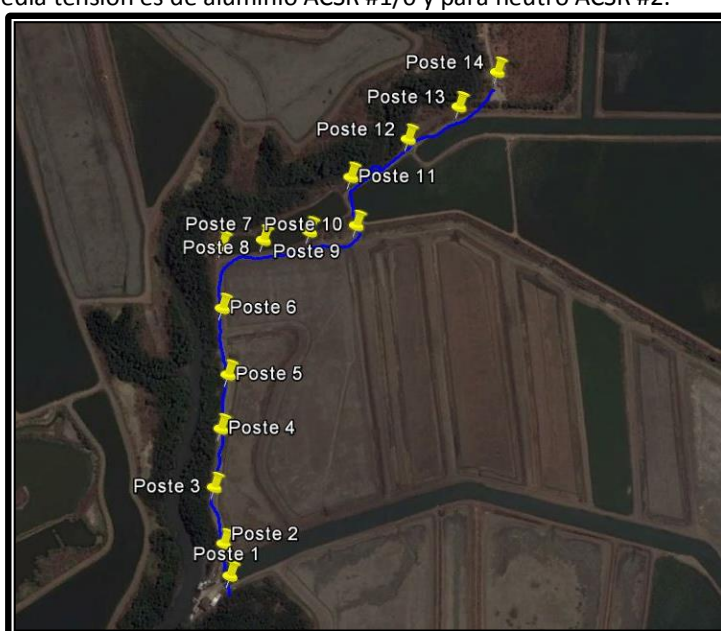 edia tensión es de aluminio ACSR #1/0 y para neutro ACSR #2.
Poste 14
Poste 13
Poste 12
Poste 11
Poste 7
Poste 10
Poste 8
Poste 9
Poste 6
Poste 5
Poste 4
Poste 3
Poste 2
Poste 1